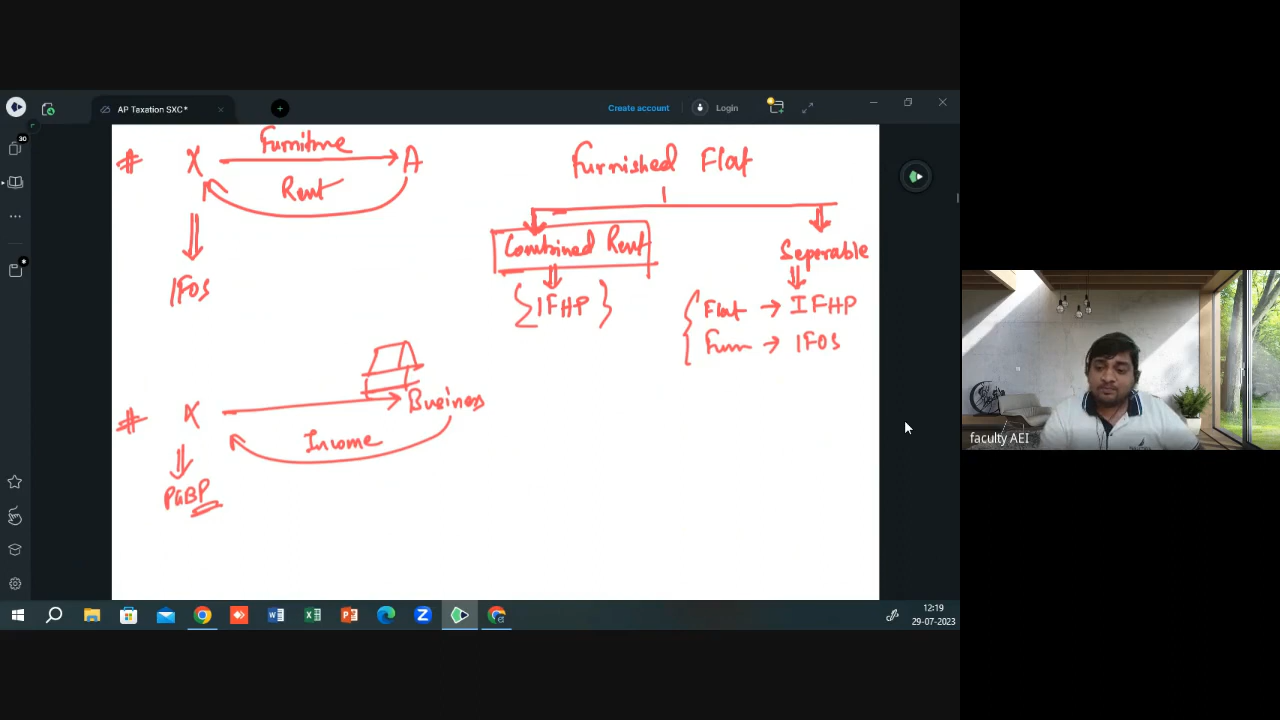 AP Taxation SXC*
Create account
Login
30
# X Furniture A
Rent
IFOS
Furnished Flat
Combined Rent
{IFHP}
Seperable
Flat → IFHP
Furn → IFOS
# X Business
Income
PGBP
faculty AEI
12:19
29-07-2023